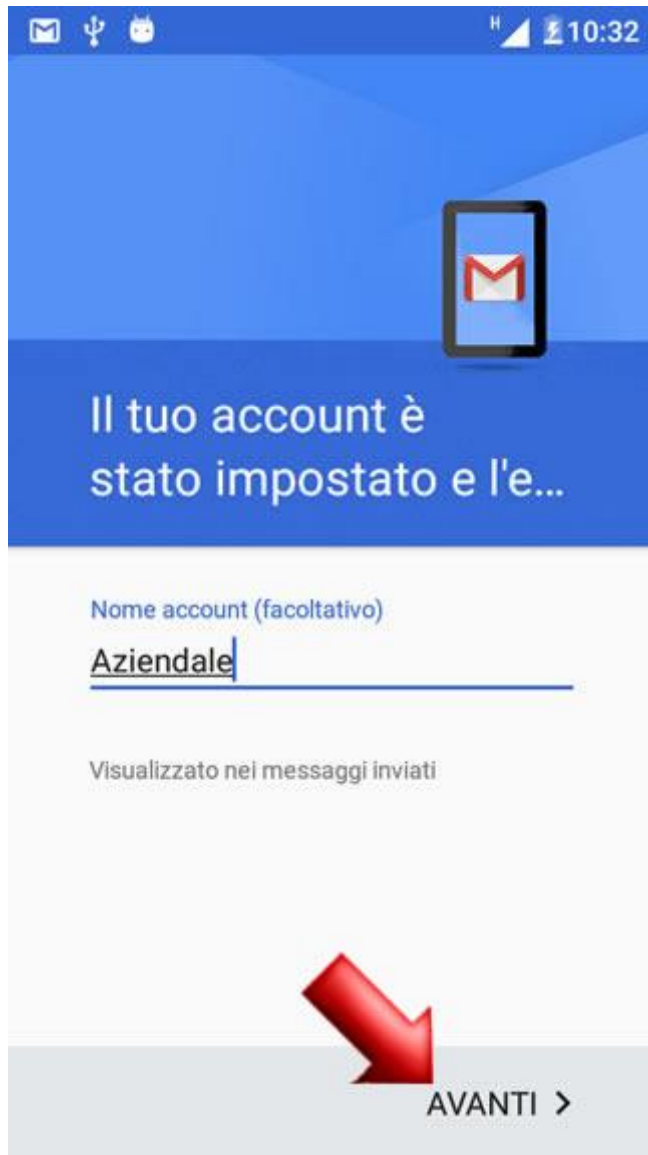 H 10:32
Il tuo account è
stato impostato e l'e...
Nome account (facoltativo)
Aziendale
Visualizzato nei messaggi inviati
AVANTI >